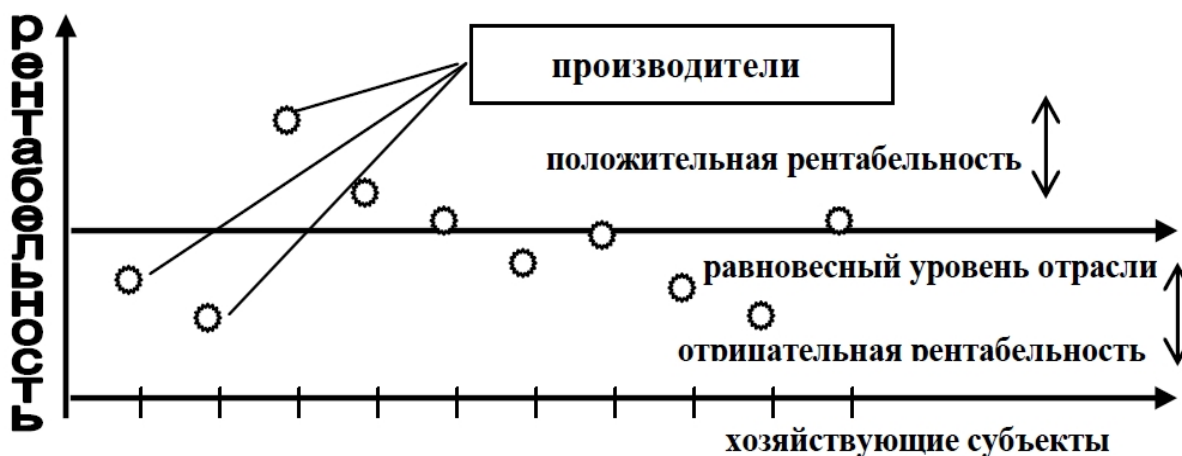 рентабельность
производители
положительная рентабельность
равновесный уровень отрасли
отрицательная рентабельность
хозяйствующие субъекты